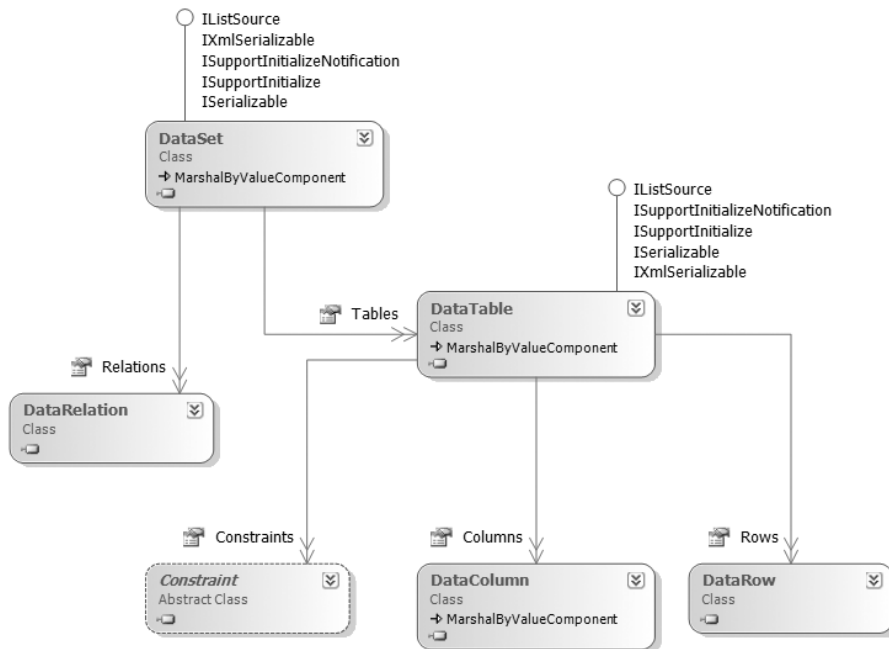 IListSource
IXmlSerializable
ISupportInitializeNotification
ISupportInitialize
ISerializable
DataSet
Class
MarshalByValueComponent
IListSource
ISupportInitializeNotification
ISupportInitialize
ISerializable
IXmlSerializable
Tables
DataTable
Class
MarshalByValueComponent
Relations
DataRelation
Class
Constraints
Columns
Rows
Constraint
Abstract Class
DataColumn
Class
MarshalByValueComponent
DataRow
Class